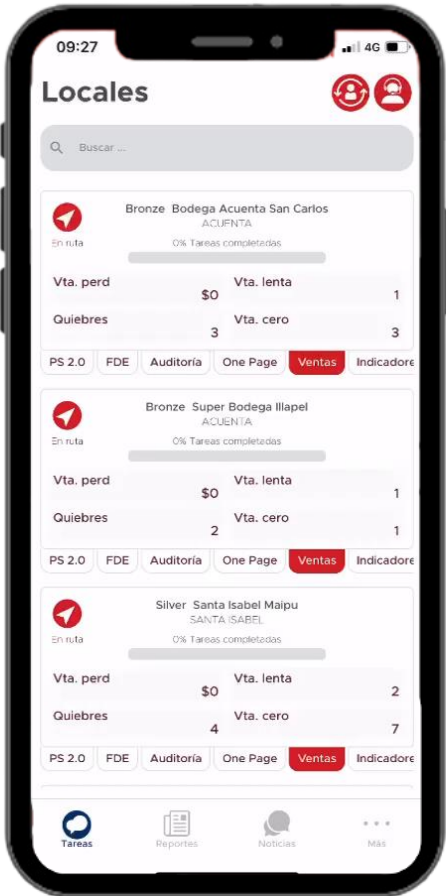 09:27 4G
Locales
Buscar ...
Bronze Bodega Acuenta San Carlos
ACUENTA
En ruta 0% Tareas completadas
Vta. perd $0 Vta. lenta 1
Quiebres 3 Vta. cero 3
PS 2.0 FDE Auditoría One Page Ventas Indicadore
Bronze Super Bodega Illapel
ACUENTA
En ruta 0% Tareas completadas
Vta. perd $0 Vta. lenta 1
Quiebres 2 Vta. cero 1
PS 2.0 FDE Auditoría One Page Ventas Indicadore
Silver Santa Isabel Maipu
SANTA ISABEL
En ruta 0% Tareas completadas
Vta. perd $0 Vta. lenta 2
Quiebres 4 Vta. cero 7
PS 2.0 FDE Auditoría One Page Ventas Indicadore
Tareas Reportes Noticias Más